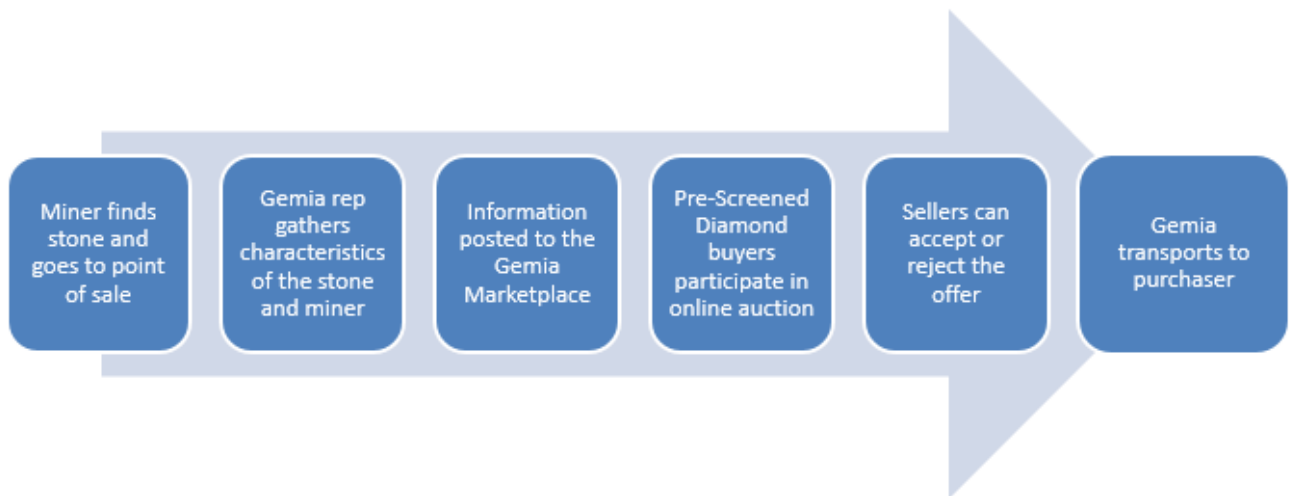 Miner finds
stone and
goes to point
of sale
Gemia rep
gathers
characteristics
of the stone
and miner
Information
posted to the
Gemia
Marketplace
Pre-Screened
Diamond
buyers
participate in
online auction
Sellers can
accept or
reject the
offer
Gemia
transports to
purchaser